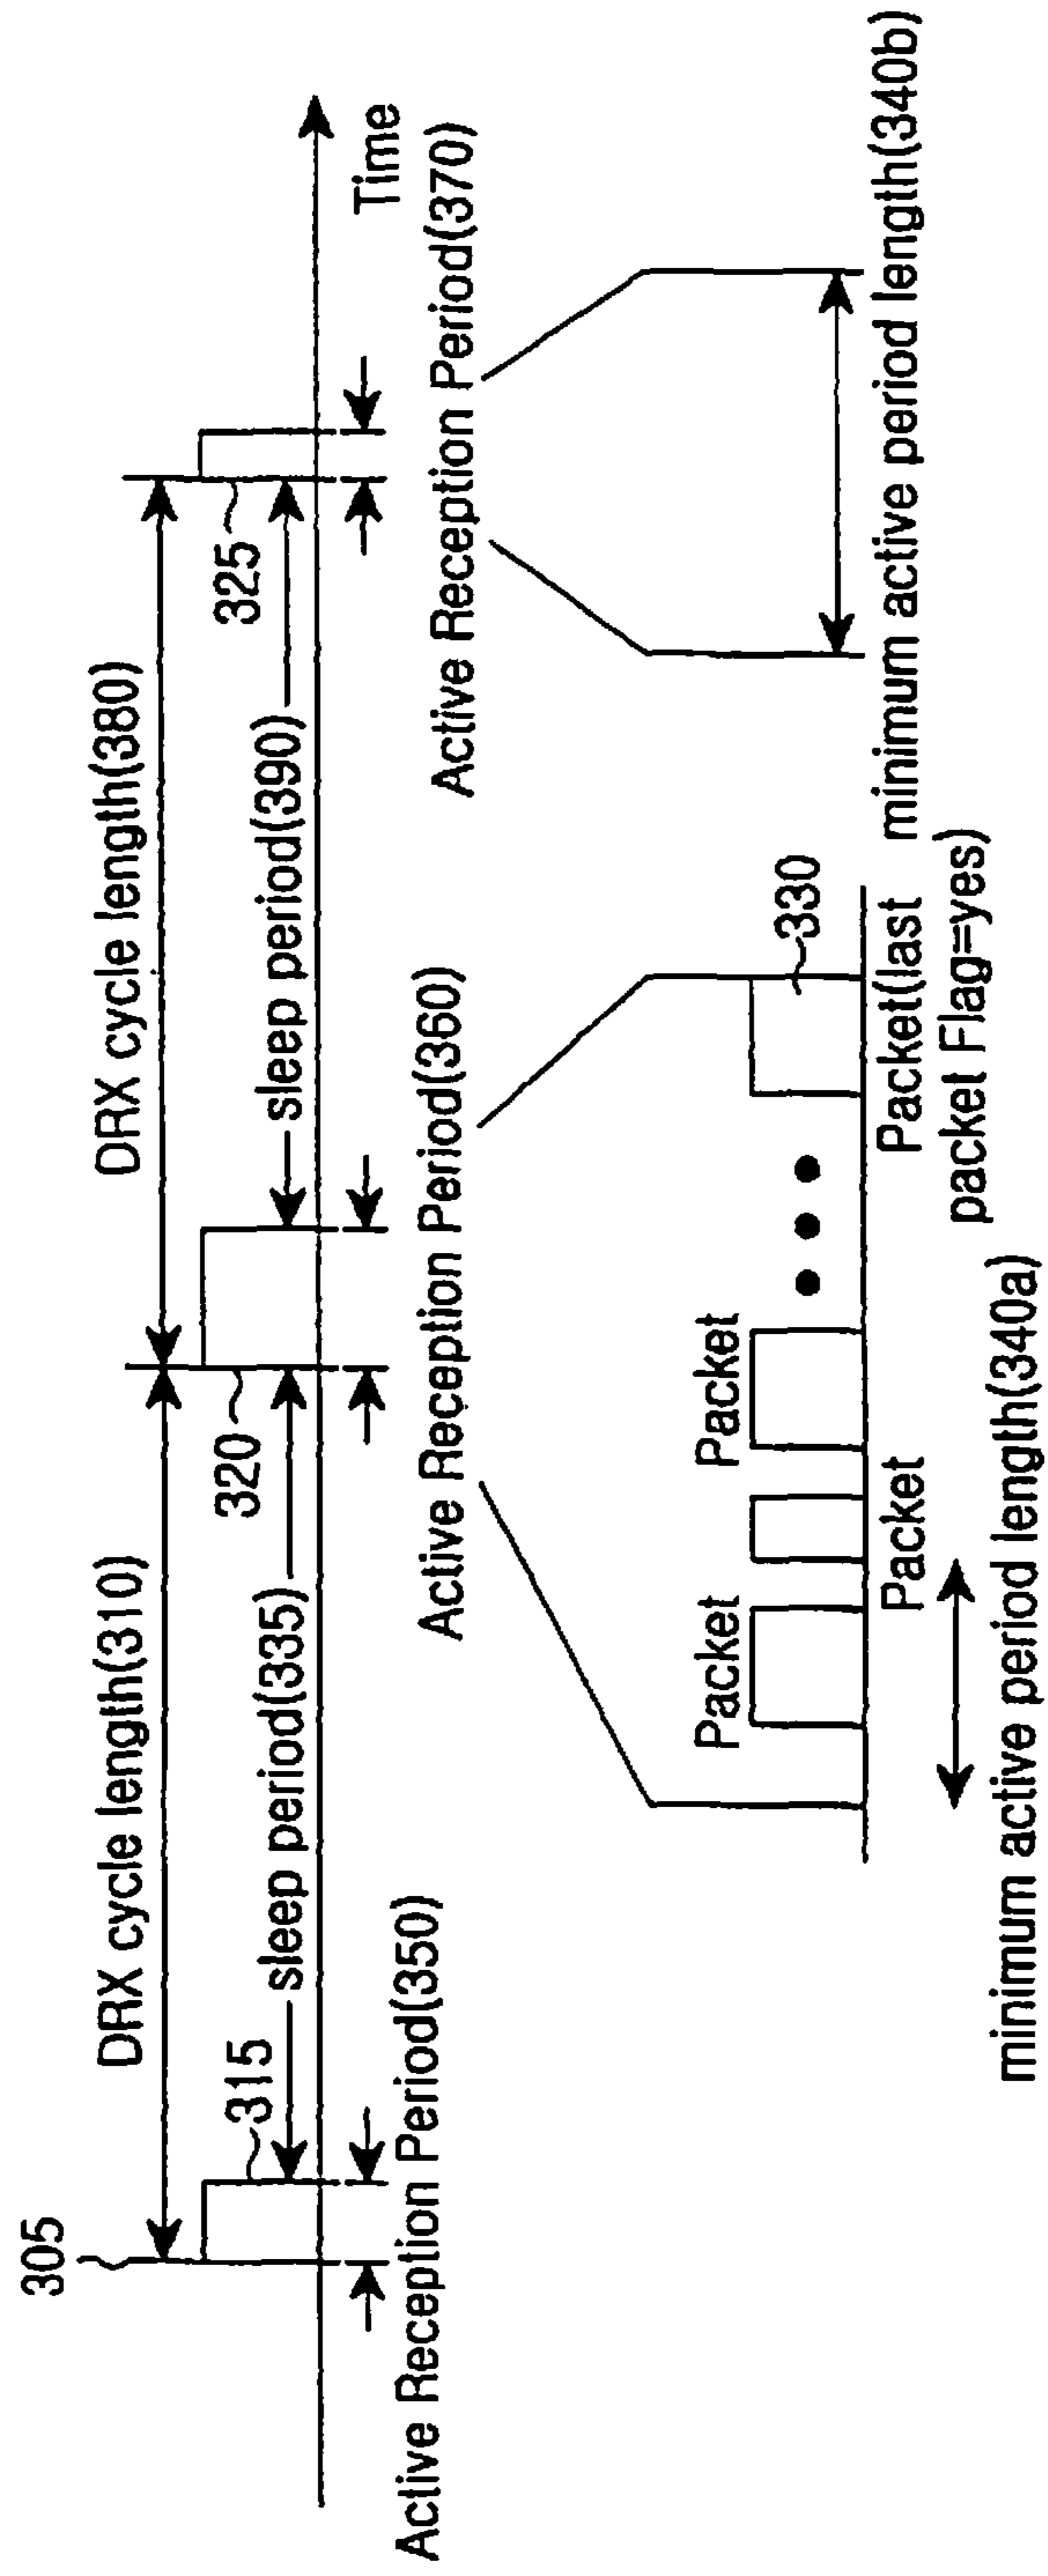 305
DRX cycle length(310)
DRX cycle length(380)
315
sleep period(335)
320
sleep period(390)
325
Time
Active Reception Period(350)
Active Reception Period(360)
Active Reception Period(370)
Packet
Packet
330
Packet
Packet(last
packet Flag=yes)
minimum active period length(340a)
minimum active period length(340b)